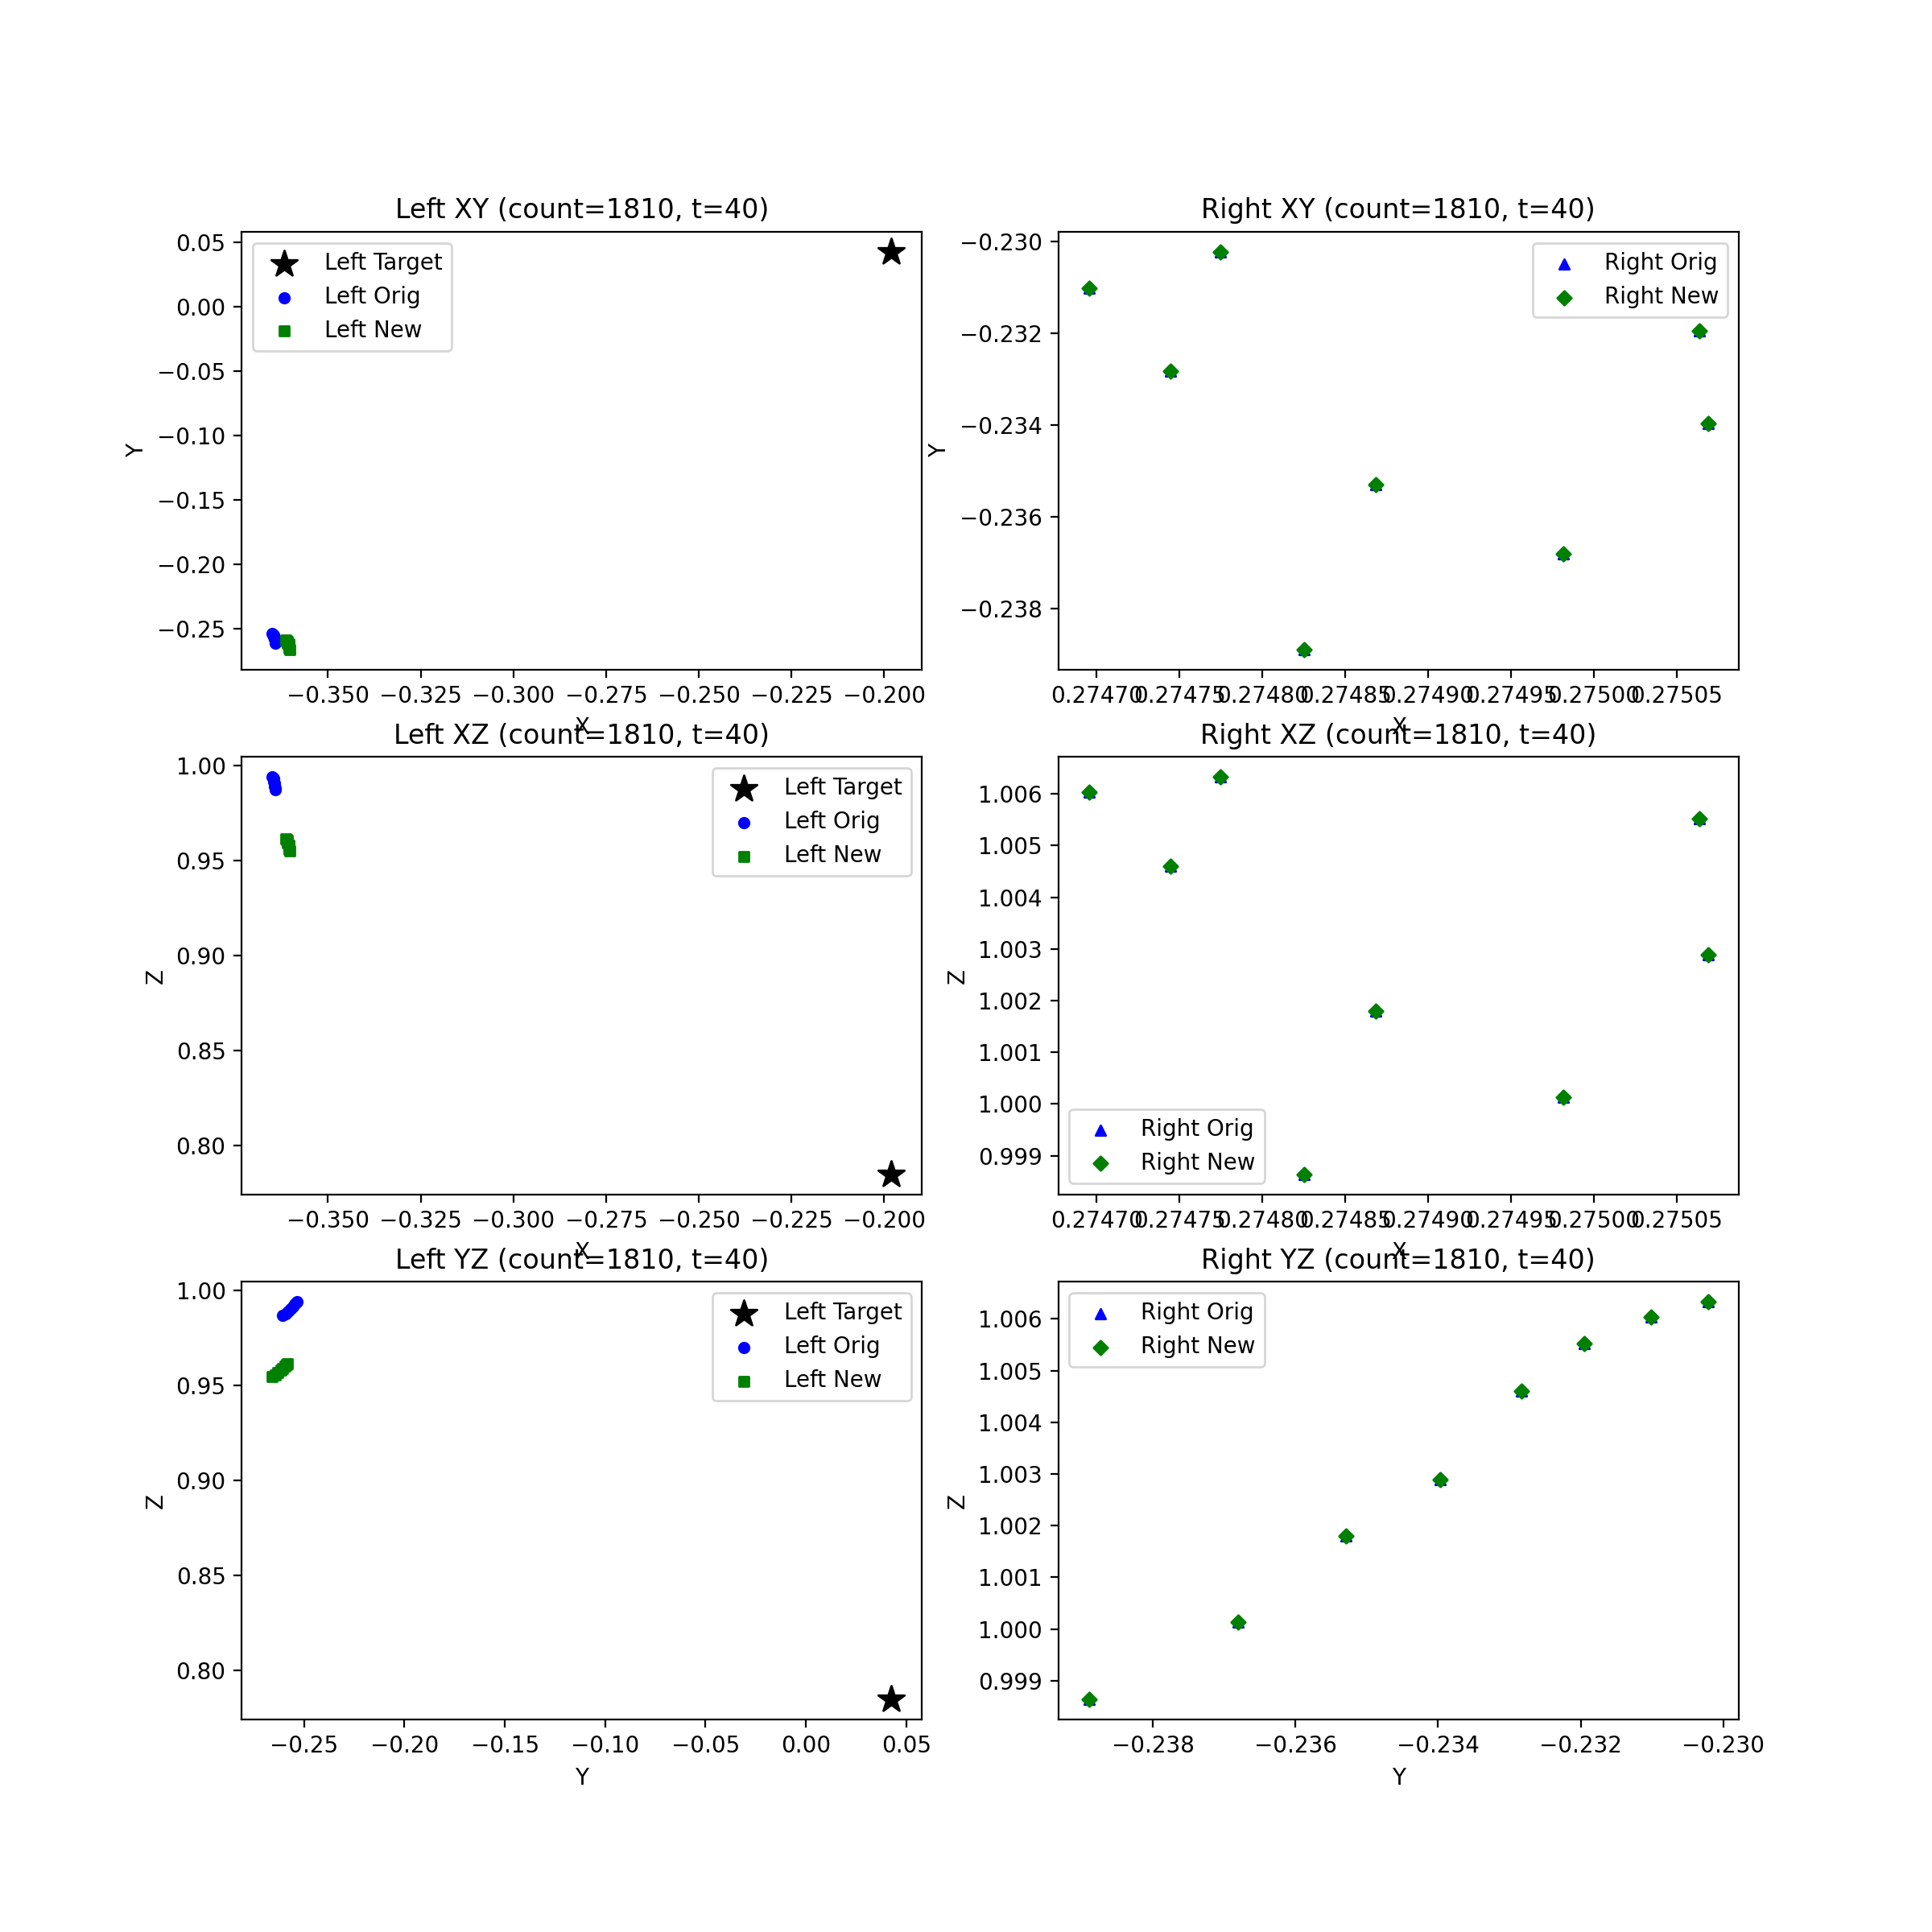 Left XY (count=1810, t=40)
Right XY (count=1810, t=40)
0.05
0.00
−0.05
−0.10
−0.15
−0.20
−0.25
Y
Left Target
Left Orig
Left New
−0.350 −0.325 −0.300 −0.275 −0.250 −0.225 −0.200
X
−0.230
−0.232
−0.234
−0.236
−0.238
Y
Right Orig
Right New
0.27470 0.27475 0.27480 0.27485 0.27490 0.27495 0.27500 0.27505
X
Left XZ (count=1810, t=40)
Right XZ (count=1810, t=40)
1.00
0.95
0.90
0.85
0.80
Z
Left Target
Left Orig
Left New
−0.350 −0.325 −0.300 −0.275 −0.250 −0.225 −0.200
X
1.006
1.005
1.004
1.003
1.002
1.001
1.000
0.999
Z
Right Orig
Right New
0.27470 0.27475 0.27480 0.27485 0.27490 0.27495 0.27500 0.27505
X
Left YZ (count=1810, t=40)
Right YZ (count=1810, t=40)
1.00
0.95
0.90
0.85
0.80
Z
Left Target
Left Orig
Left New
−0.25 −0.20 −0.15 −0.10 −0.05 0.00 0.05
Y
1.006
1.005
1.004
1.003
1.002
1.001
1.000
0.999
Z
Right Orig
Right New
−0.238 −0.236 −0.234 −0.232 −0.230
Y